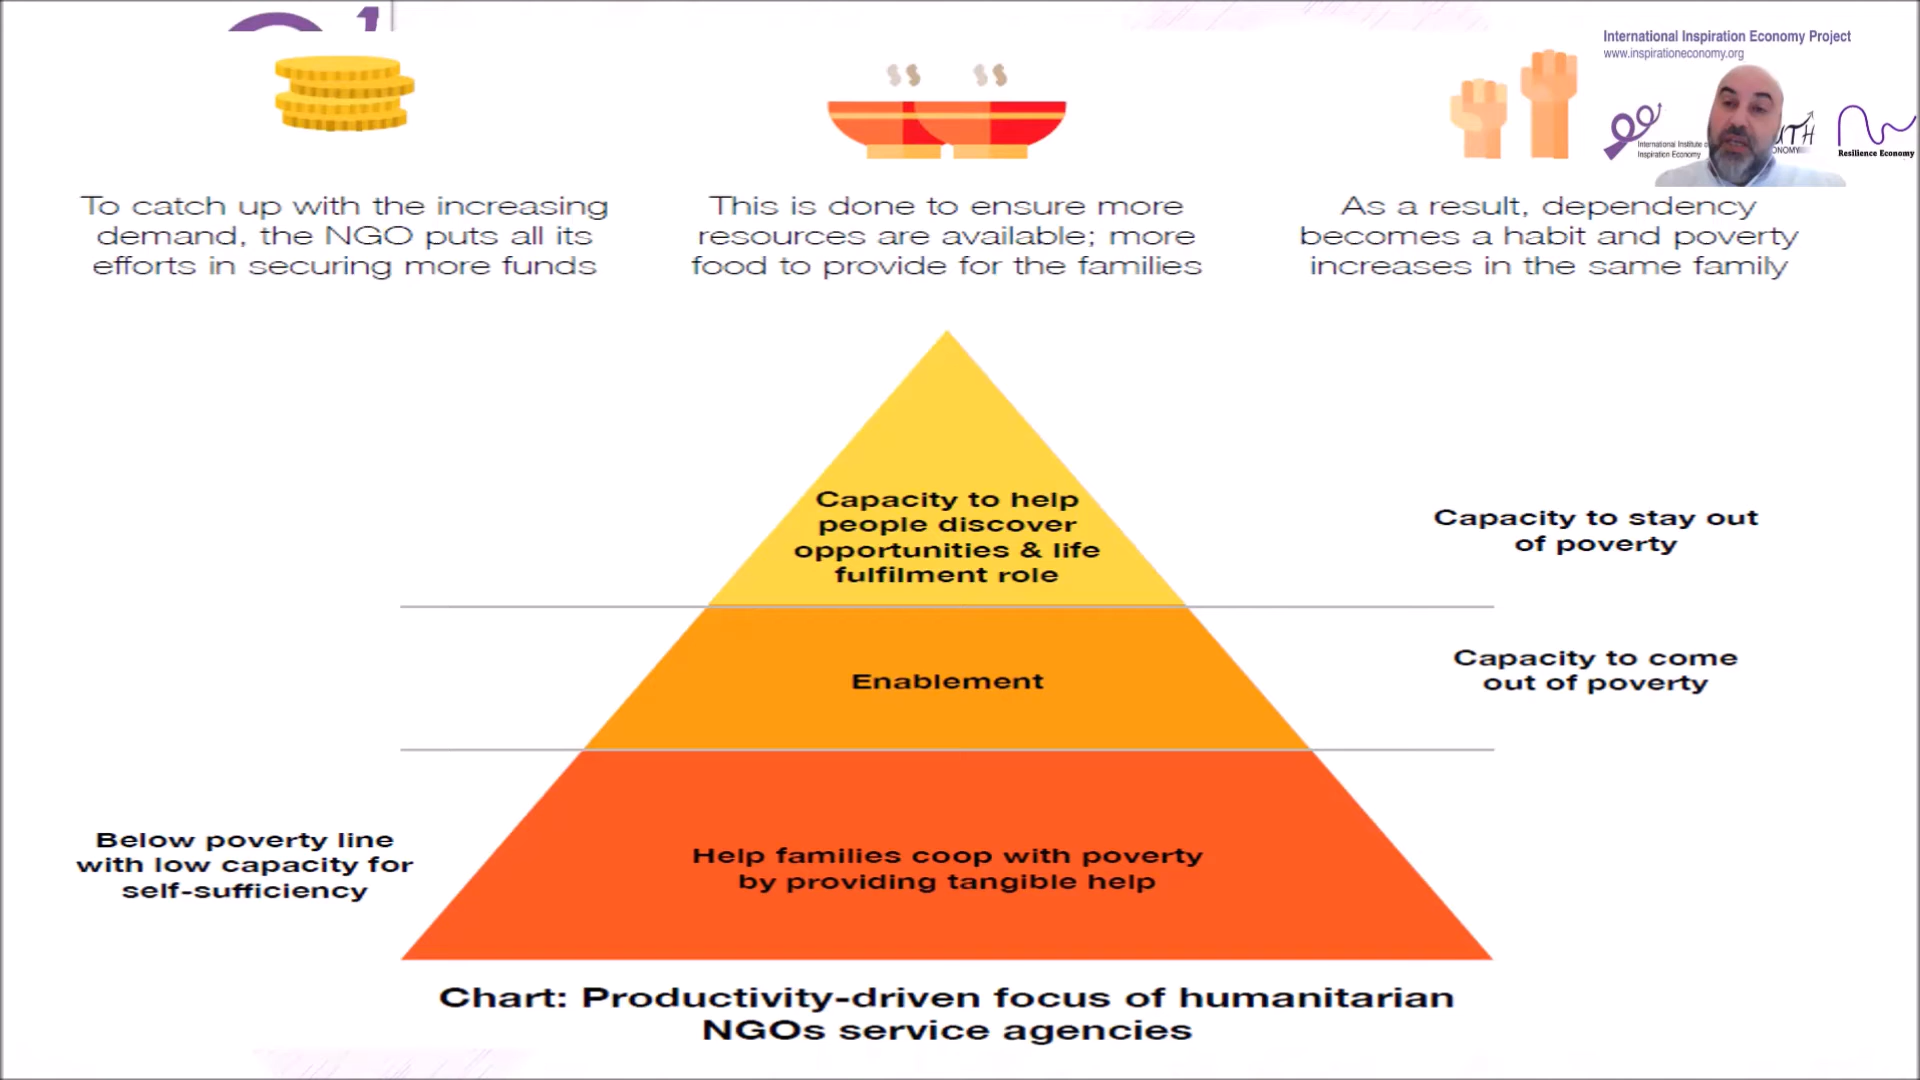 International Inspiration Economy Project
www.inspirationeconomy.org
International Institute
Inspiration Economy
UTH
Resilience Economy
To catch up with the increasing
demand, the NGO puts all its
efforts in securing more funds
This is done to ensure more
resources are available; more
food to provide for the families
As a result, dependency
becomes a habit and poverty
increases in the same family
Capacity to help
people discover
opportunities & life
fulfilment role
Capacity to stay out
of poverty
Enablement
Capacity to come
out of poverty
Below poverty line
with low capacity for
self-sufficiency
Help families coop with poverty
by providing tangible help
Chart: Productivity-driven focus of humanitarian
NGOs service agencies